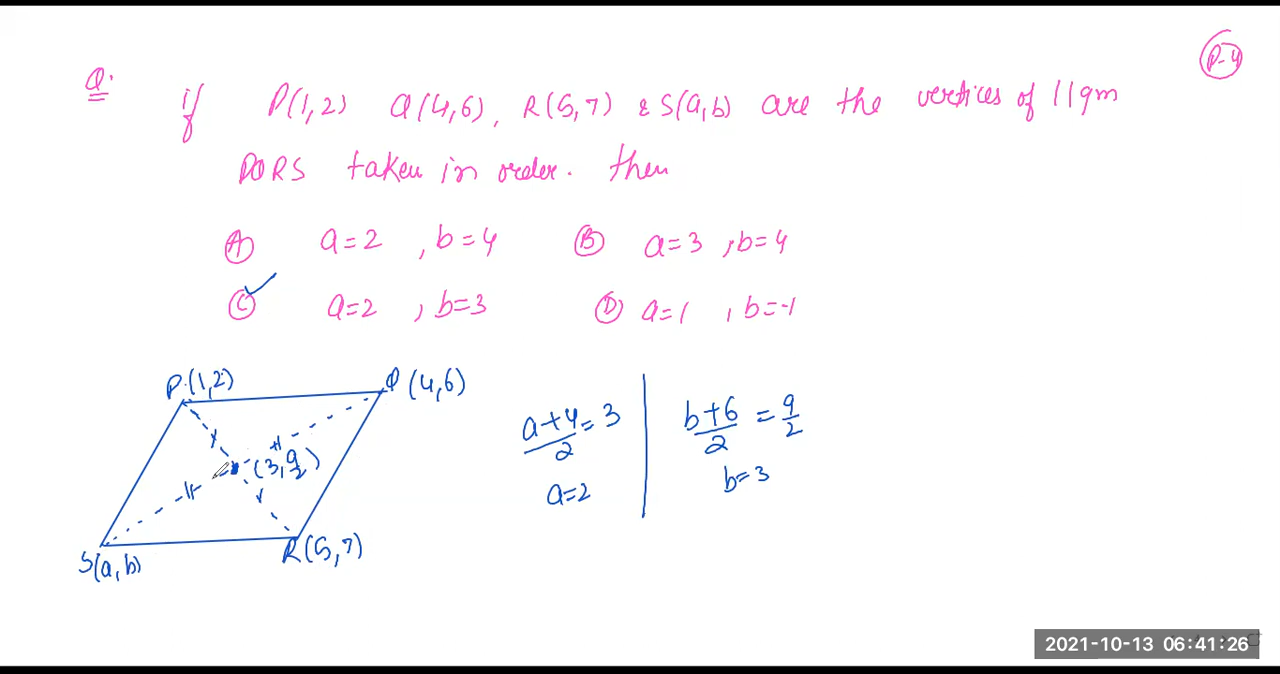 P-4
Q.
if P(1,2) Q(4,6), R(5,7) & S(a,b) are the vertices of ||gm
PQRS taken in order. then
(A) a=2 , b=4 (B) a=3 , b=4
(C) ✓ a=2 , b=3 (D) a=1 , b=-1
P.(1,2) Q (4,6)
(3, 9/2)
S(a,b) R(5,7)
(a+4)/2 = 3 | (b+6)/2 = 9/2
a=2 | b=3
2021-10-13 06:41:26